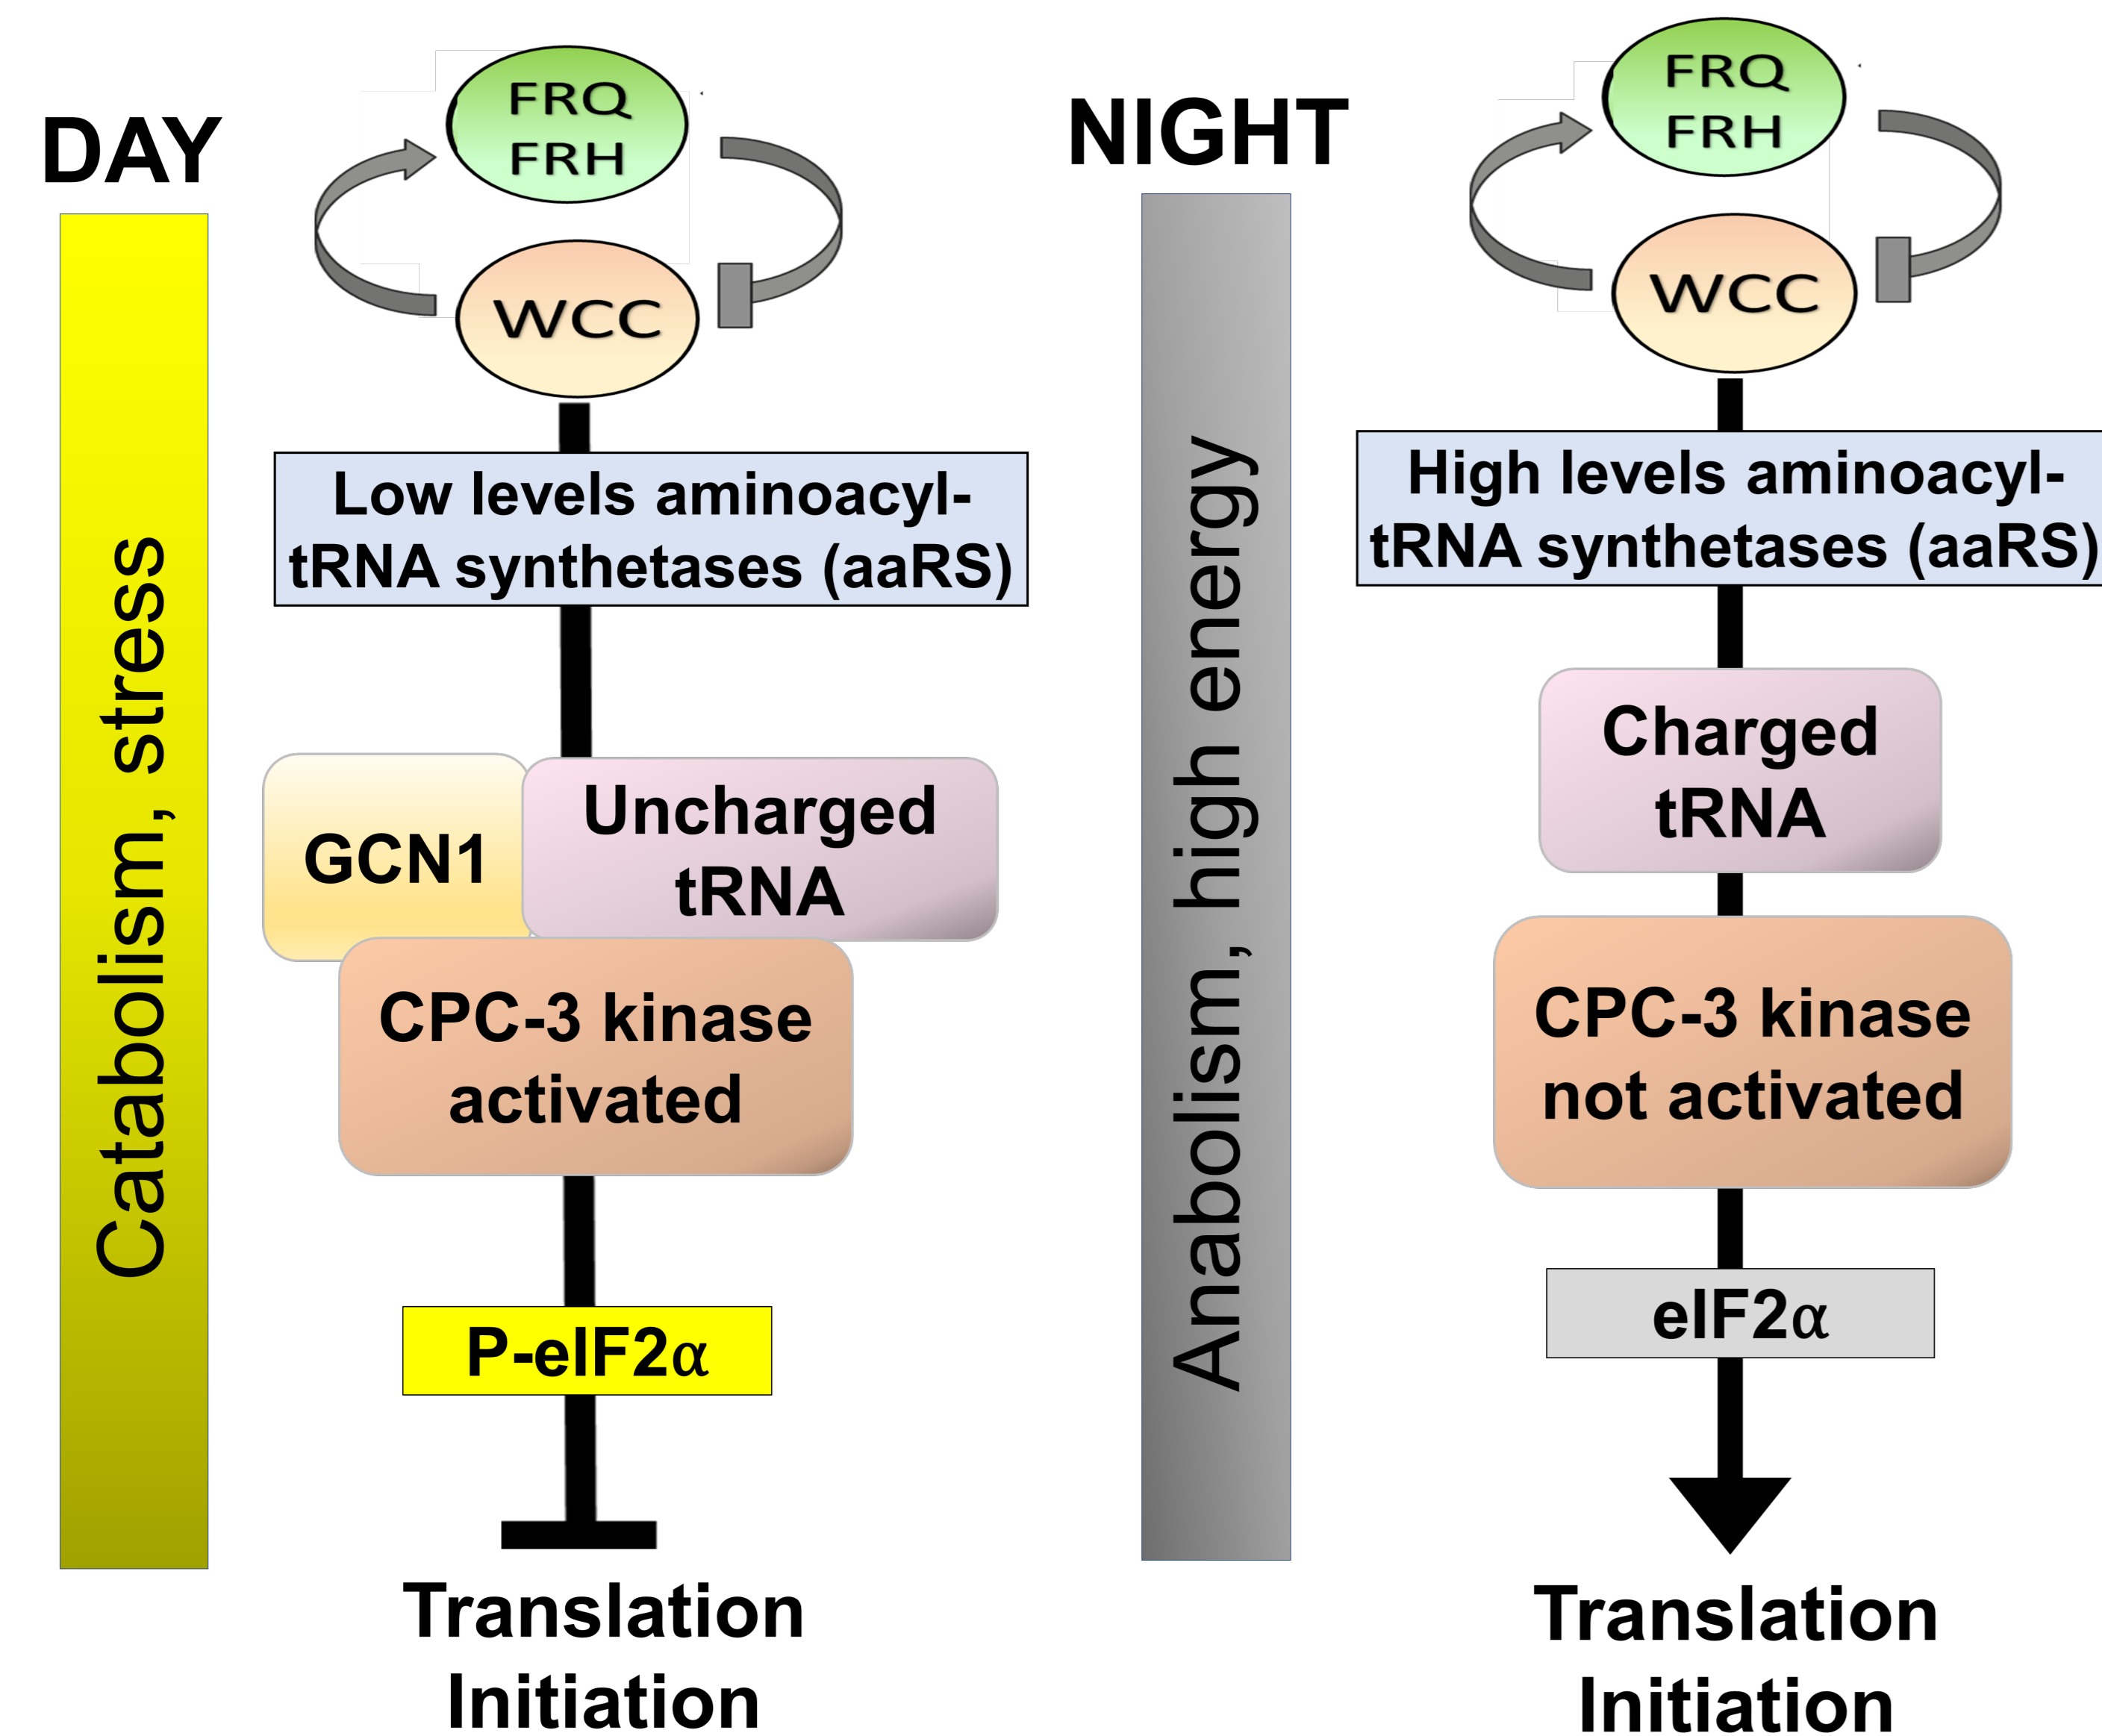 DAY
Catabolism, stress
FRQ
FRH
WCC
Low levels aminoacyl-
tRNA synthetases (aaRS)
GCN1
Uncharged
tRNA
CPC-3 kinase
activated
P-eIF2α
Translation
Initiation
NIGHT
Anabolism, high energy
FRQ
FRH
WCC
High levels aminoacyl-
tRNA synthetases (aaRS)
Charged
tRNA
CPC-3 kinase
not activated
eIF2α
Translation
Initiation